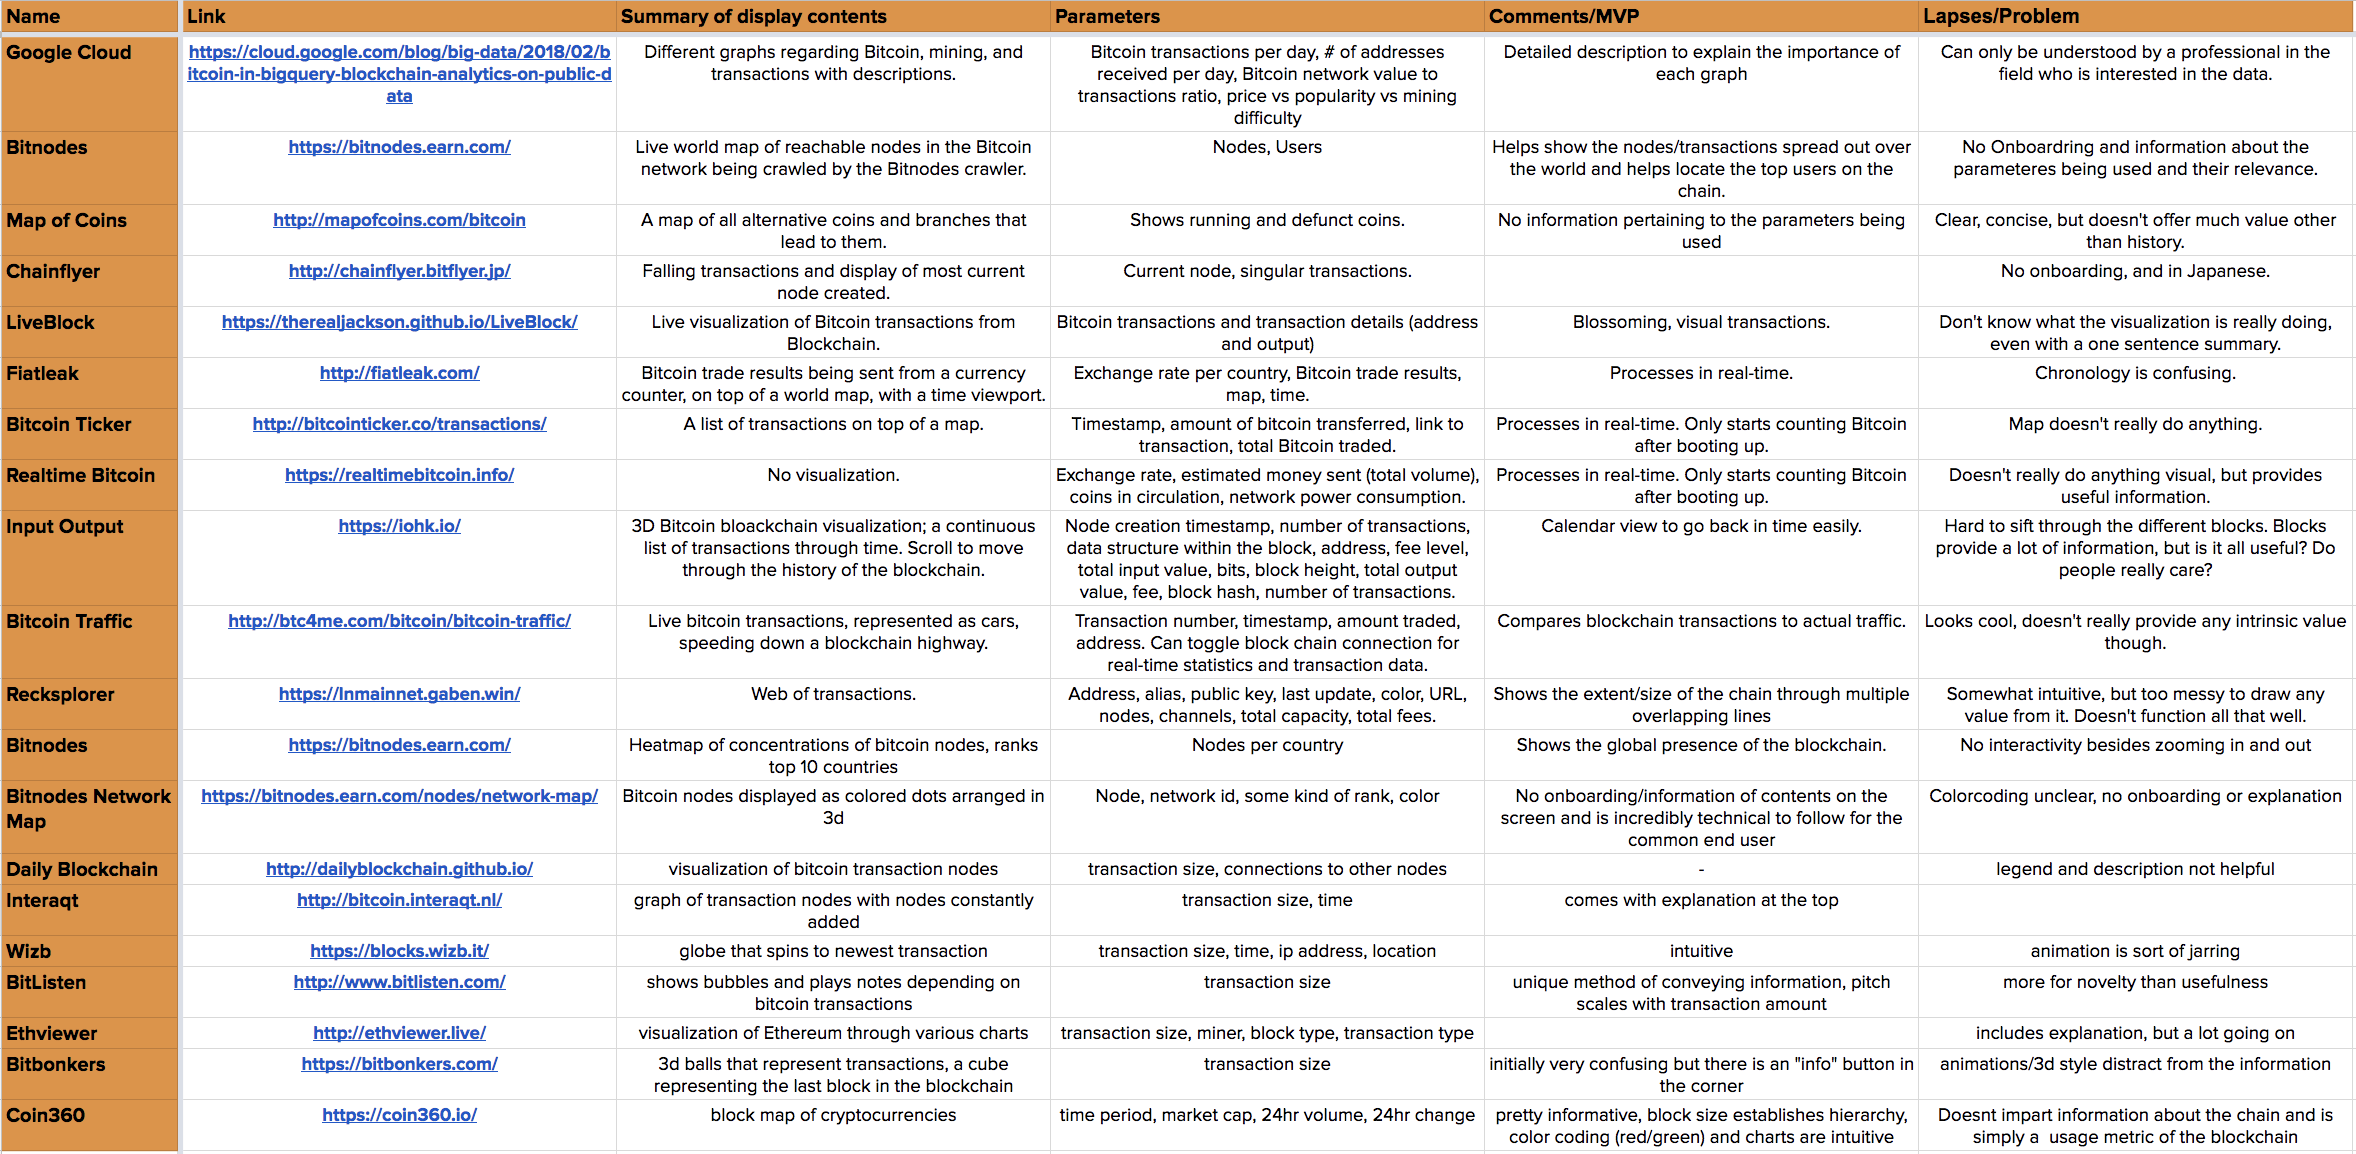 Name Link Summary of display contents Parameters Comments/MVP Lapses/Problem
Google Cloud
https://cloud.google.com/blog/big-data/2018/02/b
itcoin-in-bigquery-blockchain-analytics-on-public-d
ata
Different graphs regarding Bitcoin, mining, and
transactions with descriptions.
Bitcoin transactions per day, # of addresses
received per day, Bitcoin network value to
transactions ratio, price vs popularity vs mining
difficulty
Detailed description to explain the importance of
each graph
Can only be understood by a professional in the
field who is interested in the data.
Bitnodes
https://bitnodes.earn.com/
Live world map of reachable nodes in the Bitcoin
network being crawled by the Bitnodes crawler.
Nodes, Users
Helps show the nodes/transactions spread out over
the world and helps locate the top users on the
chain.
No Onboardring and information about the
parameteres being used and their relevance.
Map of Coins
http://mapofcoins.com/bitcoin
A map of all alternative coins and branches that
lead to them.
Shows running and defunct coins.
No information pertaining to the parameters being
used
Clear, concise, but doesn't offer much value other
than history.
Chainflyer
http://chainflyer.bitflyer.jp/
Falling transactions and display of most current
node created.
Current node, singular transactions.
No onboarding, and in Japanese.
LiveBlock
https://therealjackson.github.io/LiveBlock/
Live visualization of Bitcoin transactions from
Blockchain.
Bitcoin transactions and transaction details (address
and output)
Blossoming, visual transactions.
Don't know what the visualization is really doing,
even with a one sentence summary.
Fiatleak
http://fiatleak.com/
Bitcoin trade results being sent from a currency
counter, on top of a world map, with a time viewport.
Exchange rate per country, Bitcoin trade results,
map, time.
Processes in real-time.
Chronology is confusing.
Bitcoin Ticker
http://bitcointicker.co/transactions/
A list of transactions on top of a map.
Timestamp, amount of bitcoin transferred, link to
transaction, total Bitcoin traded.
Processes in real-time. Only starts counting Bitcoin
after booting up.
Map doesn't really do anything.
Realtime Bitcoin
https://realtimebitcoin.info/
No visualization.
Exchange rate, estimated money sent (total volume),
coins in circulation, network power consumption.
Processes in real-time. Only starts counting Bitcoin
after booting up.
Doesn't really do anything visual, but provides
useful information.
Input Output
https://iohk.io/
3D Bitcoin bloackchain visualization; a continuous
list of transactions through time. Scroll to move
through the history of the blockchain.
Node creation timestamp, number of transactions,
data structure within the block, address, fee level,
total input value, bits, block height, total output
value, fee, block hash, number of transactions.
Calendar view to go back in time easily.
Hard to sift through the different blocks. Blocks
provide a lot of information, but is it all useful? Do
people really care?
Bitcoin Traffic
http://btc4me.com/bitcoin/bitcoin-traffic/
Live bitcoin transactions, represented as cars,
speeding down a blockchain highway.
Transaction number, timestamp, amount traded,
address. Can toggle block chain connection for
real-time statistics and transaction data.
Compares blockchain transactions to actual traffic.
Looks cool, doesn't really provide any intrinsic value
though.
Recksplorer
https://lnmainnet.gaben.win/
Web of transactions.
Address, alias, public key, last update, color, URL,
nodes, channels, total capacity, total fees.
Shows the extent/size of the chain through multiple
overlapping lines
Somewhat intuitive, but too messy to draw any
value from it. Doesn't function all that well.
Bitnodes
https://bitnodes.earn.com/
Heatmap of concentrations of bitcoin nodes, ranks
top 10 countries
Nodes per country
Shows the global presence of the blockchain.
No interactivity besides zooming in and out
Bitnodes Network
Map
https://bitnodes.earn.com/nodes/network-map/
Bitcoin nodes displayed as colored dots arranged in
3d
Node, network id, some kind of rank, color
No onboarding/information of contents on the
screen and is incredibly technical to follow for the
common end user
Colorcoding unclear, no onboarding or explanation
Daily Blockchain
http://dailyblockchain.github.io/
visualization of bitcoin transaction nodes
transaction size, connections to other nodes
-
legend and description not helpful
Interaqt
http://bitcoin.interaqt.nl/
graph of transaction nodes with nodes constantly
added
transaction size, time
comes with explanation at the top
Wizb
https://blocks.wizb.it/
globe that spins to newest transaction
transaction size, time, ip address, location
intuitive
animation is sort of jarring
BitListen
http://www.bitlisten.com/
shows bubbles and plays notes depending on
bitcoin transactions
transaction size
unique method of conveying information, pitch
scales with transaction amount
more for novelty than usefulness
Ethviewer
http://ethviewer.live/
visualization of Ethereum through various charts
transaction size, miner, block type, transaction type
includes explanation, but a lot going on
Bitbonkers
https://bitbonkers.com/
3d balls that represent transactions, a cube
representing the last block in the blockchain
transaction size
initially very confusing but there is an "info" button in
the corner
animations/3d style distract from the information
Coin360
https://coin360.io/
block map of cryptocurrencies
time period, market cap, 24hr volume, 24hr change
pretty informative, block size establishes hierarchy,
color coding (red/green) and charts are intuitive
Doesnt impart information about the chain and is
simply a  usage metric of the blockchain